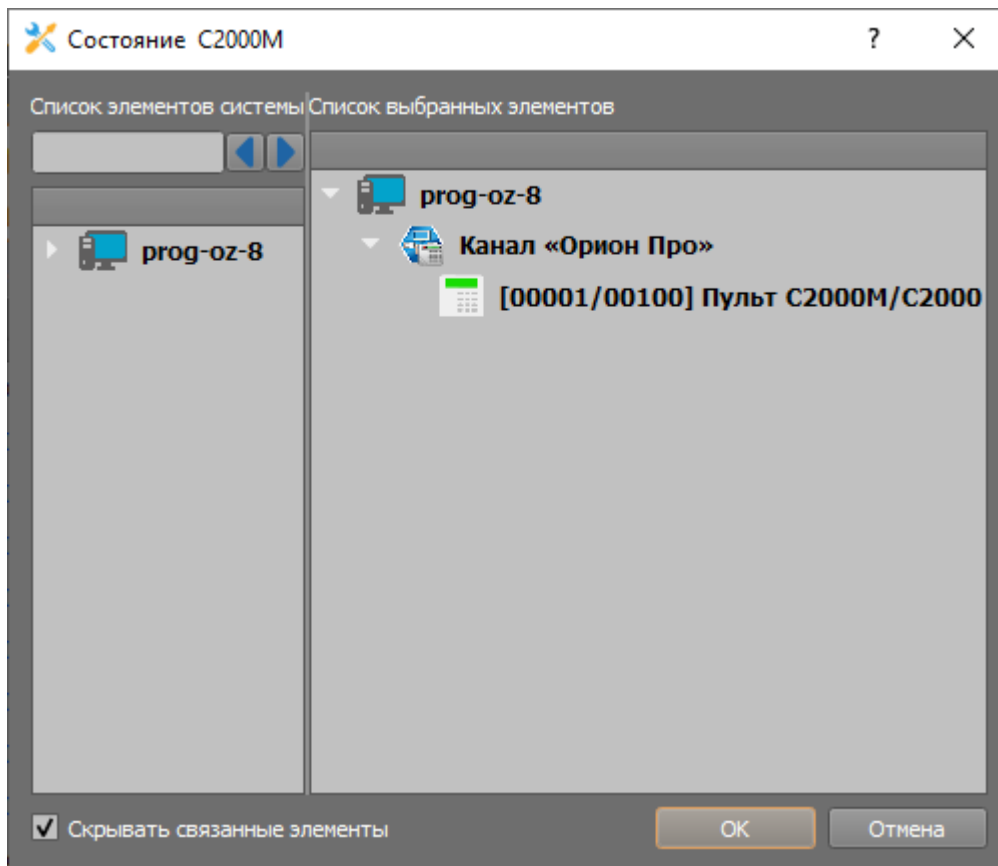 Состояние С2000М
?
Список элементов системы
Список выбранных элементов
prog-oz-8
prog-oz-8
Канал «Орион Про»
[00001/00100] Пульт С2000М/С2000
Скрывать связанные элементы
ОК
Отмена